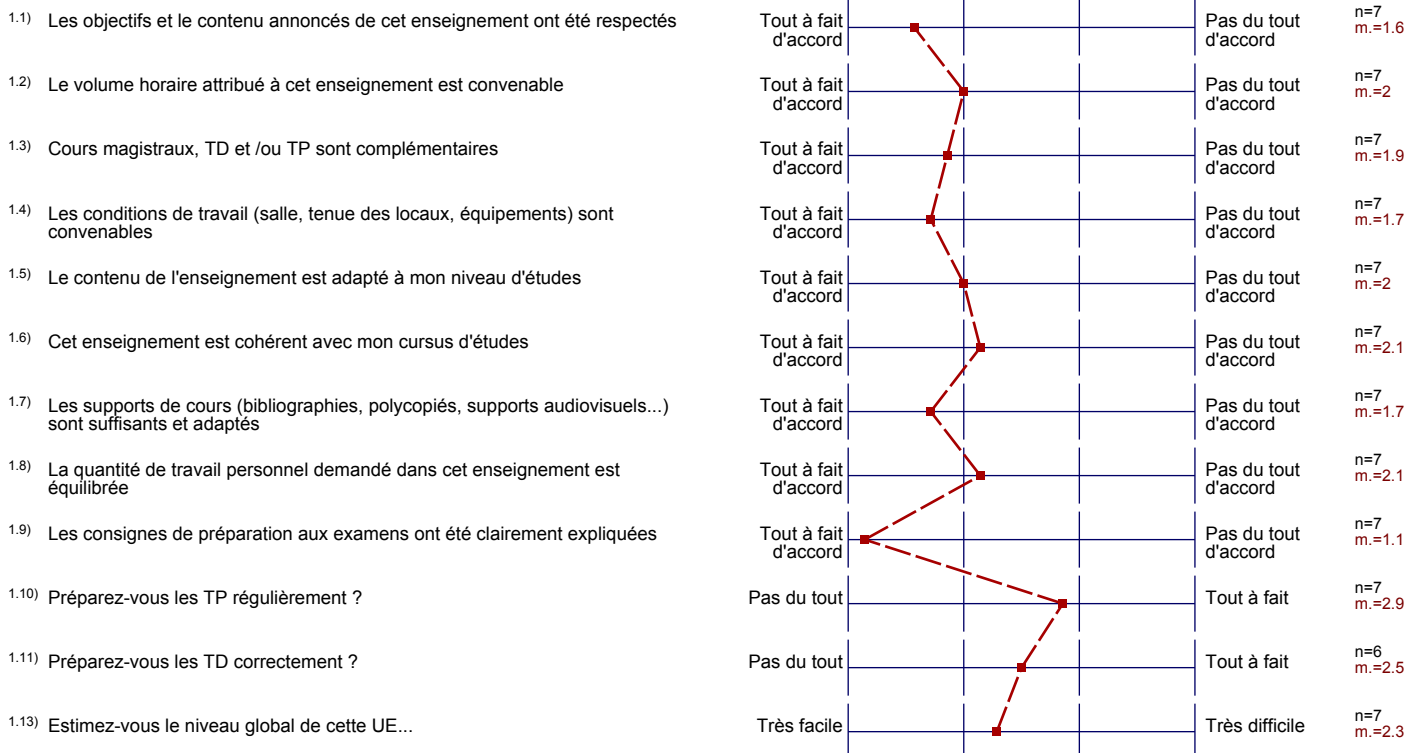 1.1) Les objectifs et le contenu annoncés de cet enseignement ont été respectés
Tout à fait
d'accord
Pas du tout
d'accord
n=7
m.=1.6
1.2) Le volume horaire attribué à cet enseignement est convenable
Tout à fait
d'accord
Pas du tout
d'accord
n=7
m.=2
1.3) Cours magistraux, TD et /ou TP sont complémentaires
Tout à fait
d'accord
Pas du tout
d'accord
n=7
m.=1.9
1.4) Les conditions de travail (salle, tenue des locaux, équipements) sont
convenables
Tout à fait
d'accord
Pas du tout
d'accord
n=7
m.=1.7
1.5) Le contenu de l'enseignement est adapté à mon niveau d'études
Tout à fait
d'accord
Pas du tout
d'accord
n=7
m.=2
1.6) Cet enseignement est cohérent avec mon cursus d'études
Tout à fait
d'accord
Pas du tout
d'accord
n=7
m.=2.1
1.7) Les supports de cours (bibliographies, polycopiés, supports audiovisuels...)
sont suffisants et adaptés
Tout à fait
d'accord
Pas du tout
d'accord
n=7
m.=1.7
1.8) La quantité de travail personnel demandé dans cet enseignement est
équilibrée
Tout à fait
d'accord
Pas du tout
d'accord
n=7
m.=2.1
1.9) Les consignes de préparation aux examens ont été clairement expliquées
Tout à fait
d'accord
Pas du tout
d'accord
n=7
m.=1.1
1.10) Préparez-vous les TP régulièrement ?
Pas du tout
Tout à fait
n=7
m.=2.9
1.11) Préparez-vous les TD correctement ?
Pas du tout
Tout à fait
n=6
m.=2.5
1.13) Estimez-vous le niveau global de cette UE...
Très facile
Très difficile
n=7
m.=2.3